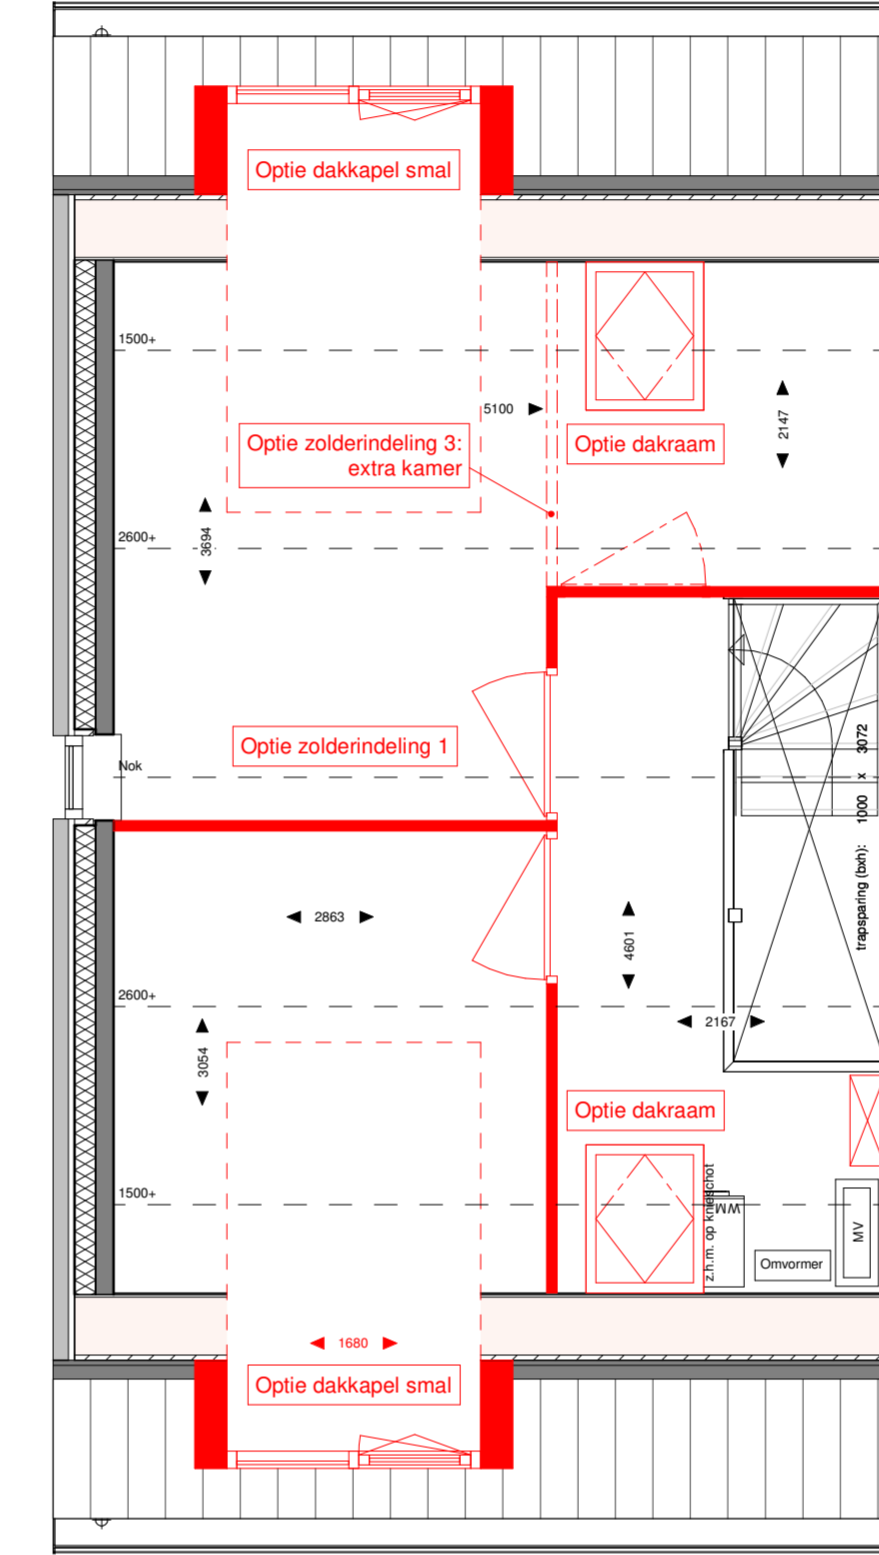 Optie dakkapel smal
1500+
5100
2147
Optie zolderindeling 3:
extra kamer
Optie dakraam
2600+
3694
Optie zolderindeling 1
Nok
trapsparing (bxh): 1000 x 3072
2863
4601
2600+
2167
3054
Optie dakraam
1500+
z.h.m. op knieschot
WM
MV
Omvormer
1680
Optie dakkapel smal